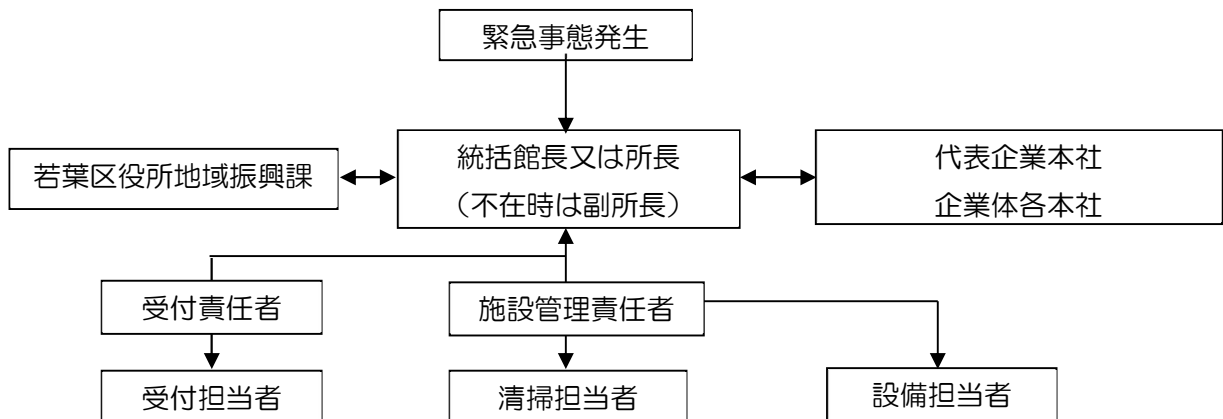 緊急事態発生
若葉区役所地域振興課
統括館長又は所長
（不在時は副所長）
代表企業本社
企業体各本社
受付責任者
施設管理責任者
受付担当者
清掃担当者
設備担当者